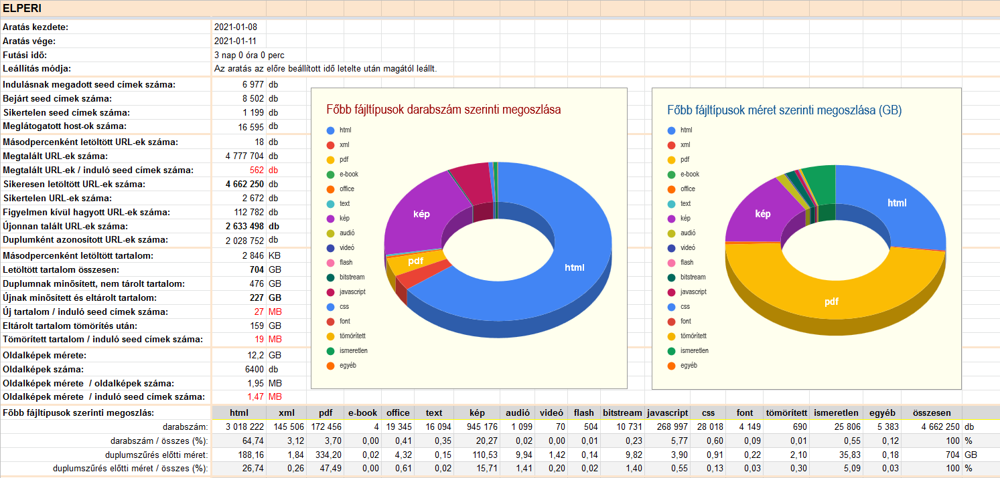 ELPERI
Aratás kezdete: 2021-01-08
Aratás vége: 2021-01-11
Futási idő: 3 nap 0 óra 0 perc
Leállítás módja: Az aratás az előre beállított idő letelte után magától leállt.
Indulásnak megadott seed címek száma: 6 977 db
Bejárt seed címek száma: 8 502 db
Sikertelen seed címek száma: 1 199 db
Meglátogatott host-ok száma: 16 595 db
Másodpercenként letöltött URL-ek száma: 18 db
Megtalált URL-ek száma: 4 777 704 db
Megtalált URL-ek / induló seed címek száma: 562 db
Sikeresen letöltött URL-ek száma: 4 662 250 db
Sikertelen URL-ek száma: 2 672 db
Figyelmen kívül hagyott URL-ek száma: 112 782 db
Újonnan talált URL-ek száma: 2 633 498 db
Duplumként azonosított URL-ek száma: 2 028 752 db
Másodpercenként letöltött tartalom: 2 846 KB
Letöltött tartalom összesen: 704 GB
Duplumnak minősített, nem tárolt tartalom: 476 GB
Újnak minősített és eltárolt tartalom: 227 GB
Új tartalom / induló seed címek száma: 27 MB
Eltárolt tartalom tömörítés után: 159 GB
Tömörített tartalom / induló seed címek száma: 19 MB
Oldalképek mérete: 12,2 GB
Oldalképek száma: 6400 db
Oldalképek mérete / oldalképek száma: 1,95 MB
Oldalképek mérete / induló seed címek száma: 1,47 MB
Főbb fájltípusok darabszám szerinti megoszlása
html
xml
pdf
e-book
office
text
kép
audió
videó
flash
bitstream
javascript
css
font
tömörített
ismeretlen
egyéb
kép
pdf
html
Főbb fájltípusok méret szerinti megoszlása (GB)
html
xml
pdf
e-book
office
text
kép
audió
videó
flash
bitstream
javascript
css
font
tömörített
ismeretlen
egyéb
html
kép
pdf
Főbb fájltípusok szerinti megoszlás: html xml pdf e-book office text kép audió videó flash bitstream javascript css font tömörített ismeretlen egyéb összesen
darabszám: 3 018 222 145 506 172 456 4 19 345 16 094 945 176 1 099 70 504 10 731 268 997 28 018 4 149 690 25 806 5 383 4 662 250 db
darabszám / összes (%): 64,74 3,12 3,70 0,00 0,41 0,35 20,27 0,02 0,00 0,01 0,23 5,77 0,60 0,09 0,01 0,55 0,12 100 %
duplumszűrés előtti méret: 188,16 1,84 334,20 0,02 4,32 0,15 110,53 9,94 1,42 0,14 9,82 3,90 0,91 0,22 2,10 35,83 0,18 704 GB
duplumszűrés előtti méret / összes (%): 26,74 0,26 47,49 0,00 0,61 0,02 15,71 1,41 0,20 0,02 1,40 0,55 0,13 0,03 0,30 5,09 0,03 100 %